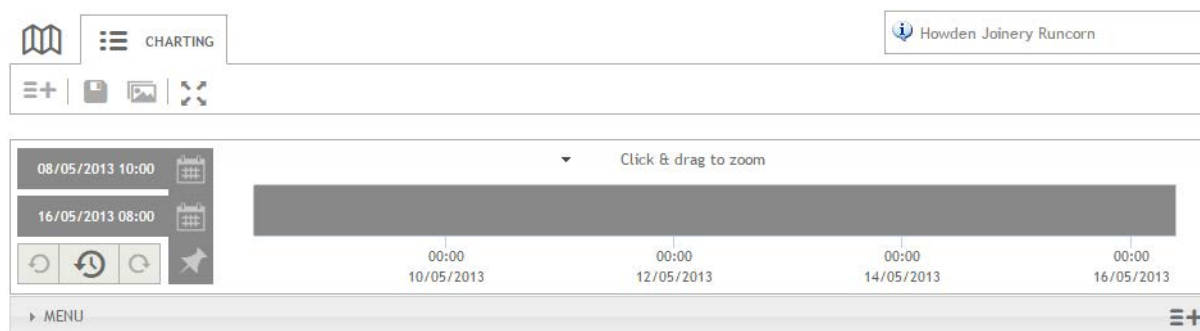 CHARTING
Howden Joinery Runcorn
08/05/2013 10:00
Click & drag to zoom
16/05/2013 08:00
00:00 00:00 00:00 00:00
10/05/2013 12/05/2013 14/05/2013 16/05/2013
MENU